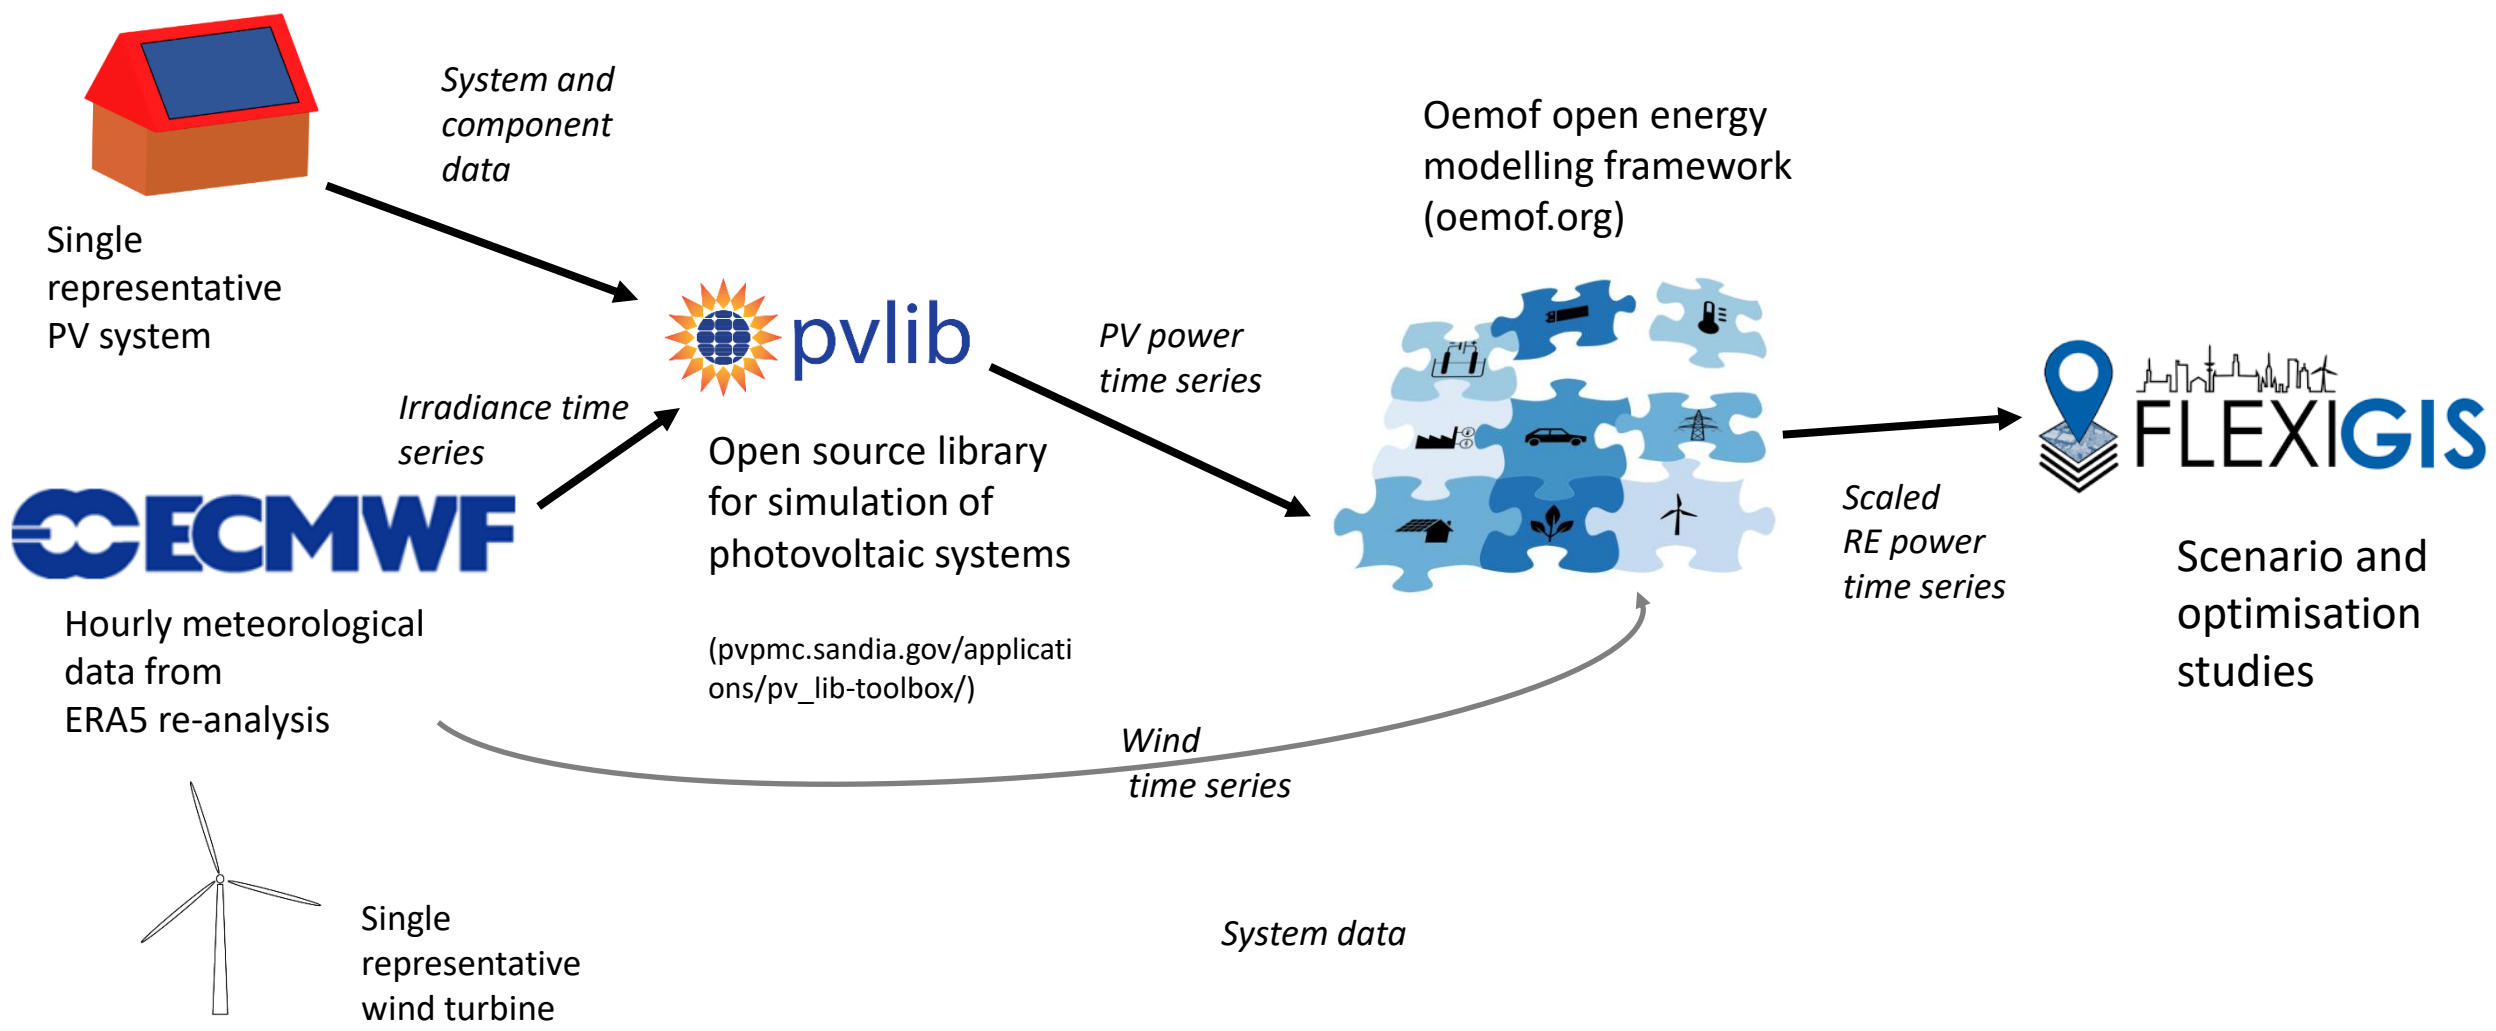 System and
component
data
Single
representative
PV system
Oemof open energy
modelling framework
(oemof.org)
pvlib
PV power
time series
Irradiance time
series
ECMWF
Open source library
for simulation of
photovoltaic systems
(pvpmc.sandia.gov/applicati
ons/pv_lib-toolbox/)
FLEXIGIS
Scaled
RE power
time series
Scenario and
optimisation
studies
Hourly meteorological
data from
ERA5 re-analysis
Wind
time series
Single
representative
wind turbine
System data